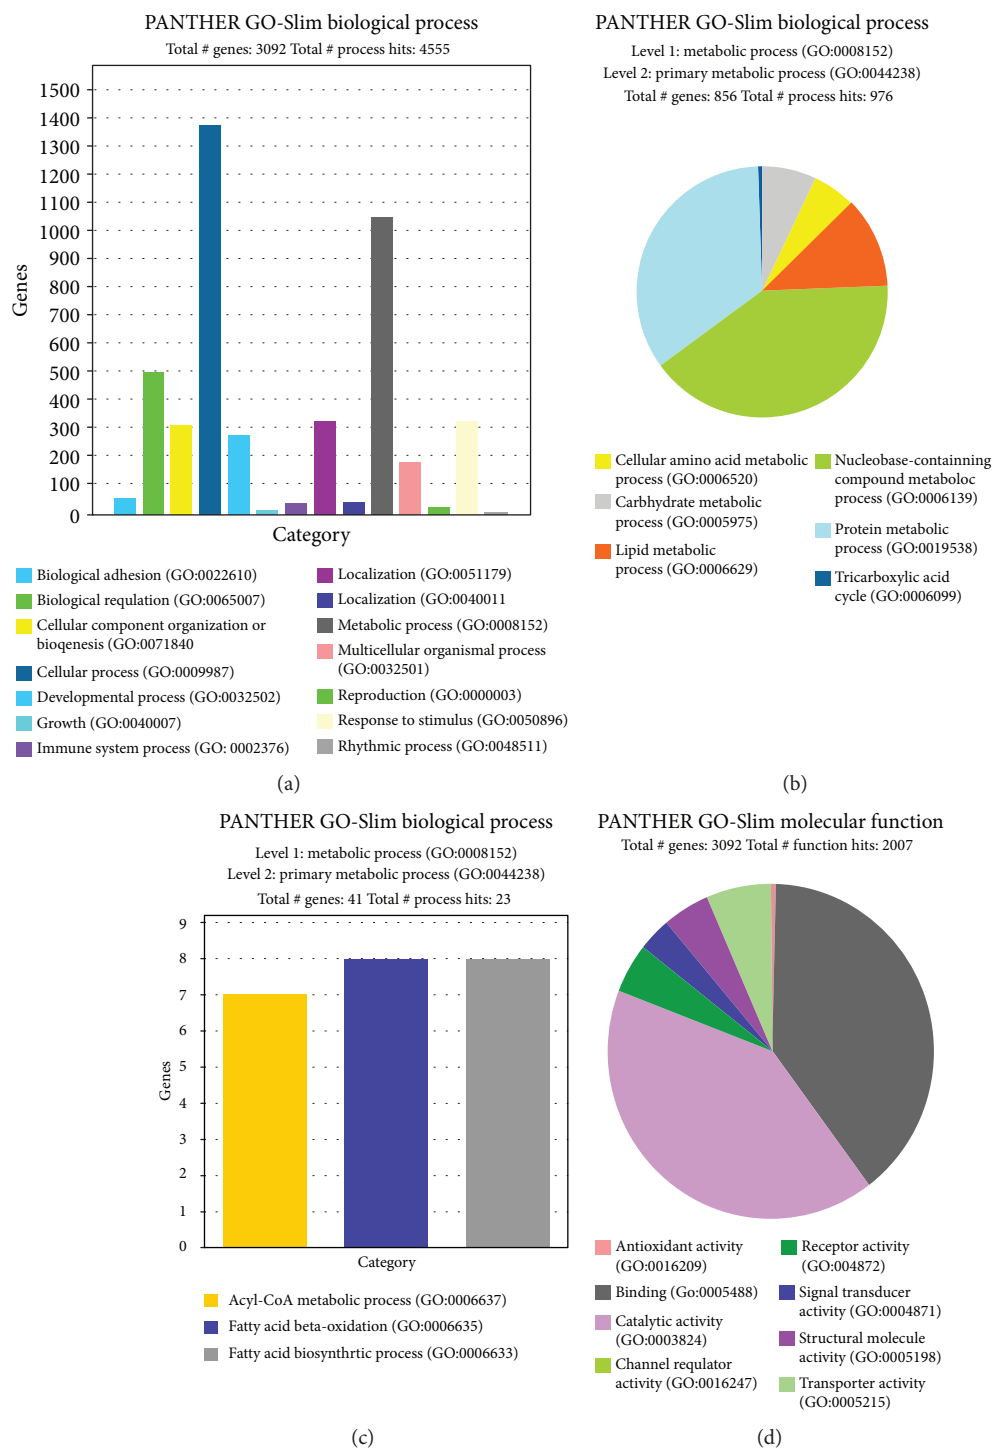 PANTHER GO-Slim biological process
Total # genes: 3092 Total # process hits: 4555
1500
1400
1300
1200
1100
1000
900
800
700
600
500
400
300
200
100
0
Genes
Category
Biological adhesion (GO:0022610)
Biological requlation (GO:0065007)
Cellular component organization or
bioqenesis (GO:0071840
Cellular process (GO:0009987)
Developmental process (GO:0032502)
Growth (GO:0040007)
Immune system process (GO: 0002376)
Localization (GO:0051179)
Localization (GO:0040011
Metabolic process (GO:0008152)
Multicellular organismal process
(GO:0032501)
Reproduction (GO:0000003)
Response to stimulus (GO:0050896)
Rhythmic process (GO:0048511)
(a)
PANTHER GO-Slim biological process
Level 1: metabolic process (GO:0008152)
Level 2: primary metabolic process (GO:0044238)
Total # genes: 856 Total # process hits: 976
Cellular amino acid metabolic
process (GO:0006520)
Carbhydrate metabolic
process (GO:0005975)
Lipid metabolic
process (GO:0006629)
Nucleobase-containning
compound metaboloc
process (GO:0006139)
Protein metabolic
process (GO:0019538)
Tricarboxylic acid
cycle (GO:0006099)
(b)
PANTHER GO-Slim biological process
Level 1: metabolic process (GO:0008152)
Level 2: primary metabolic process (GO:0044238)
Total # genes: 41 Total # process hits: 23
9
8
7
6
5
4
3
2
1
0
Genes
Category
Acyl-CoA metabolic process (GO:0006637)
Fatty acid beta-oxidation (GO:0006635)
Fatty acid biosynthrtic process (GO:0006633)
(c)
PANTHER GO-Slim molecular function
Total # genes: 3092 Total # function hits: 2007
Antioxidant activity
(GO:0016209)
Binding (Go:0005488)
Catalytic activity
(GO:0003824)
Channel requlator
activity (GO:0016247)
Receptor activity
(GO:004872)
Signal transducer
activity (GO:0004871)
Structural molecule
activity (GO:0005198)
Transporter activity
(GO:0005215)
(d)